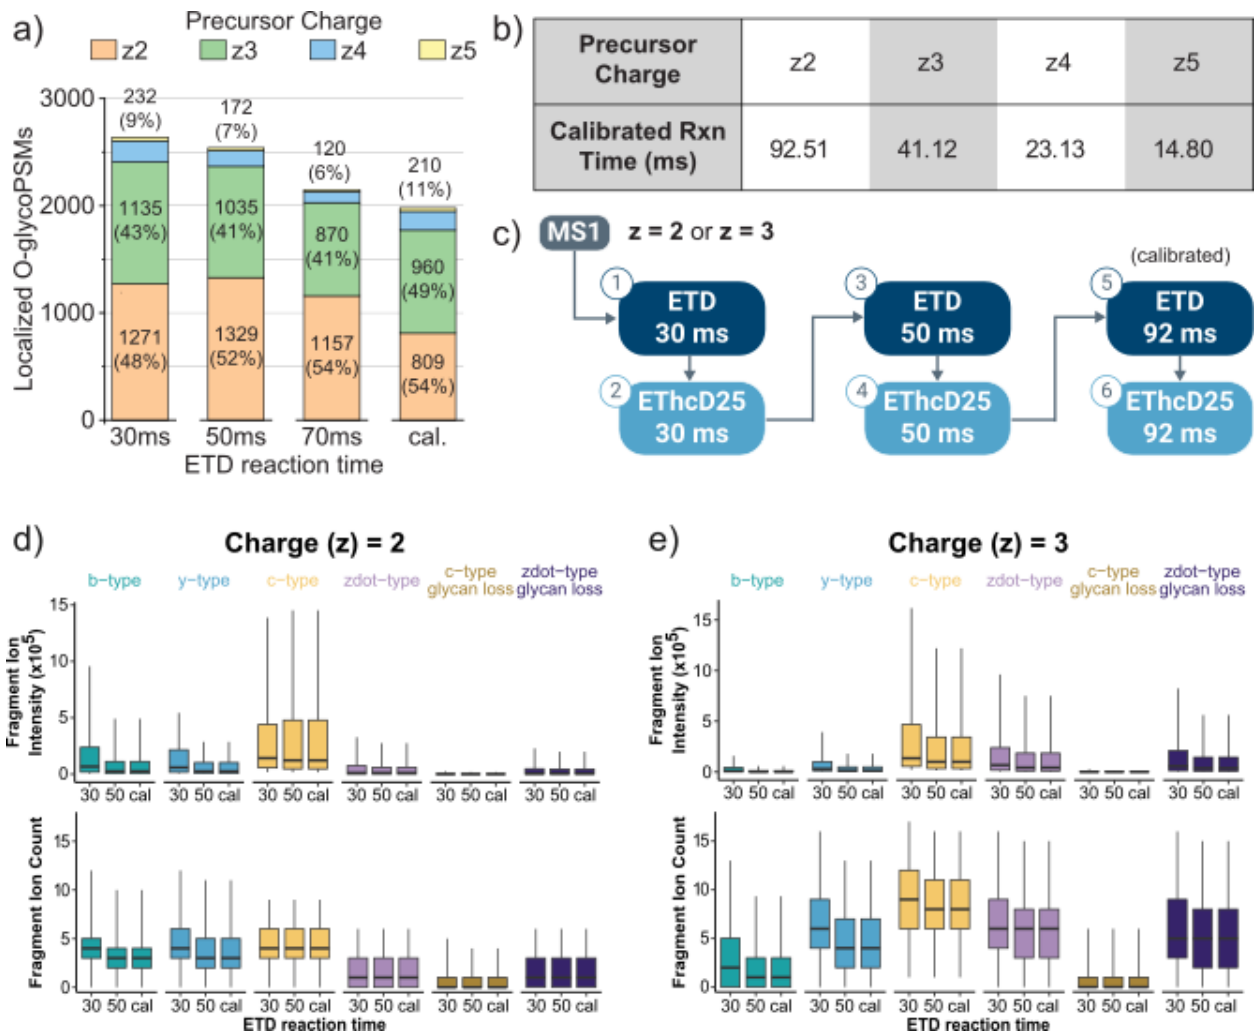 a)
Precursor Charge
z2 z3 z4 z5
Localized O-glycoPSMs
3000
2000
1000
0
232
(9%)
1135
(43%)
1271
(48%)
172
(7%)
1035
(41%)
1329
(52%)
120
(6%)
870
(41%)
1157
(54%)
210
(11%)
960
(49%)
809
(54%)
30ms 50ms 70ms cal.
ETD reaction time
b)
Precursor
Charge
z2 z3 z4 z5
Calibrated Rxn
Time (ms)
92.51 41.12 23.13 14.80
c)
MS1 z = 2 or z = 3
(calibrated)
1
ETD
30 ms
2
EThcD25
30 ms
3
ETD
50 ms
4
EThcD25
50 ms
5
ETD
92 ms
6
EThcD25
92 ms
d)
Charge (z) = 2
b-type y-type c-type zdot-type c-type glycan loss zdot-type glycan loss
Fragment Ion
Intensity (x10⁵)
15
10
5
0
30 50 cal 30 50 cal 30 50 cal 30 50 cal 30 50 cal 30 50 cal
Fragment Ion Count
15
10
5
0
30 50 cal 30 50 cal 30 50 cal 30 50 cal 30 50 cal 30 50 cal
ETD reaction time
e)
Charge (z) = 3
b-type y-type c-type zdot-type c-type glycan loss zdot-type glycan loss
Fragment Ion
Intensity (x10⁵)
15
10
5
0
30 50 cal 30 50 cal 30 50 cal 30 50 cal 30 50 cal 30 50 cal
Fragment Ion Count
15
10
5
0
30 50 cal 30 50 cal 30 50 cal 30 50 cal 30 50 cal 30 50 cal
ETD reaction time